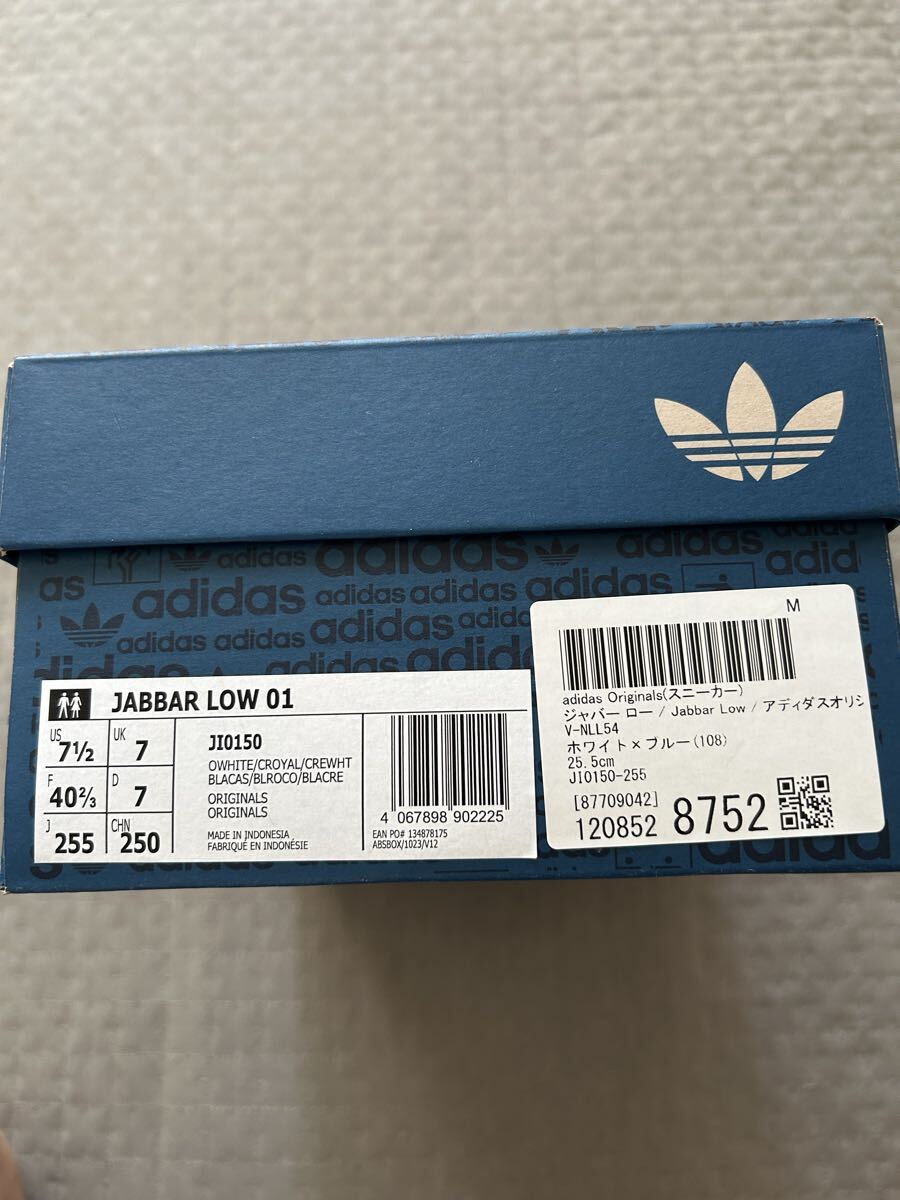 adidas adidas adidas
adidas adidas adidas adidas
adidas adidas adidas
JABBAR LOW 01
US 7½ UK 7
F 40⅔ D 7
J 255 CHN 250
JI0150
OWHITE/CROYAL/CREWHT
BLACAS/BLROCO/BLACRE
ORIGINALS
ORIGINALS
MADE IN INDONESIA
FABRIQUÉ EN INDONÉSIE
4 067898 902225
EAN PO# 134878175
ABSBOX/1023/V12
M
adidas Originals(スニーカー)
ジャバー ロー / Jabbar Low / アディダスオリジ
V-NLL54
ホワイト×ブルー(108)
25.5cm
JI0150-255
[87709042]
120852 8752